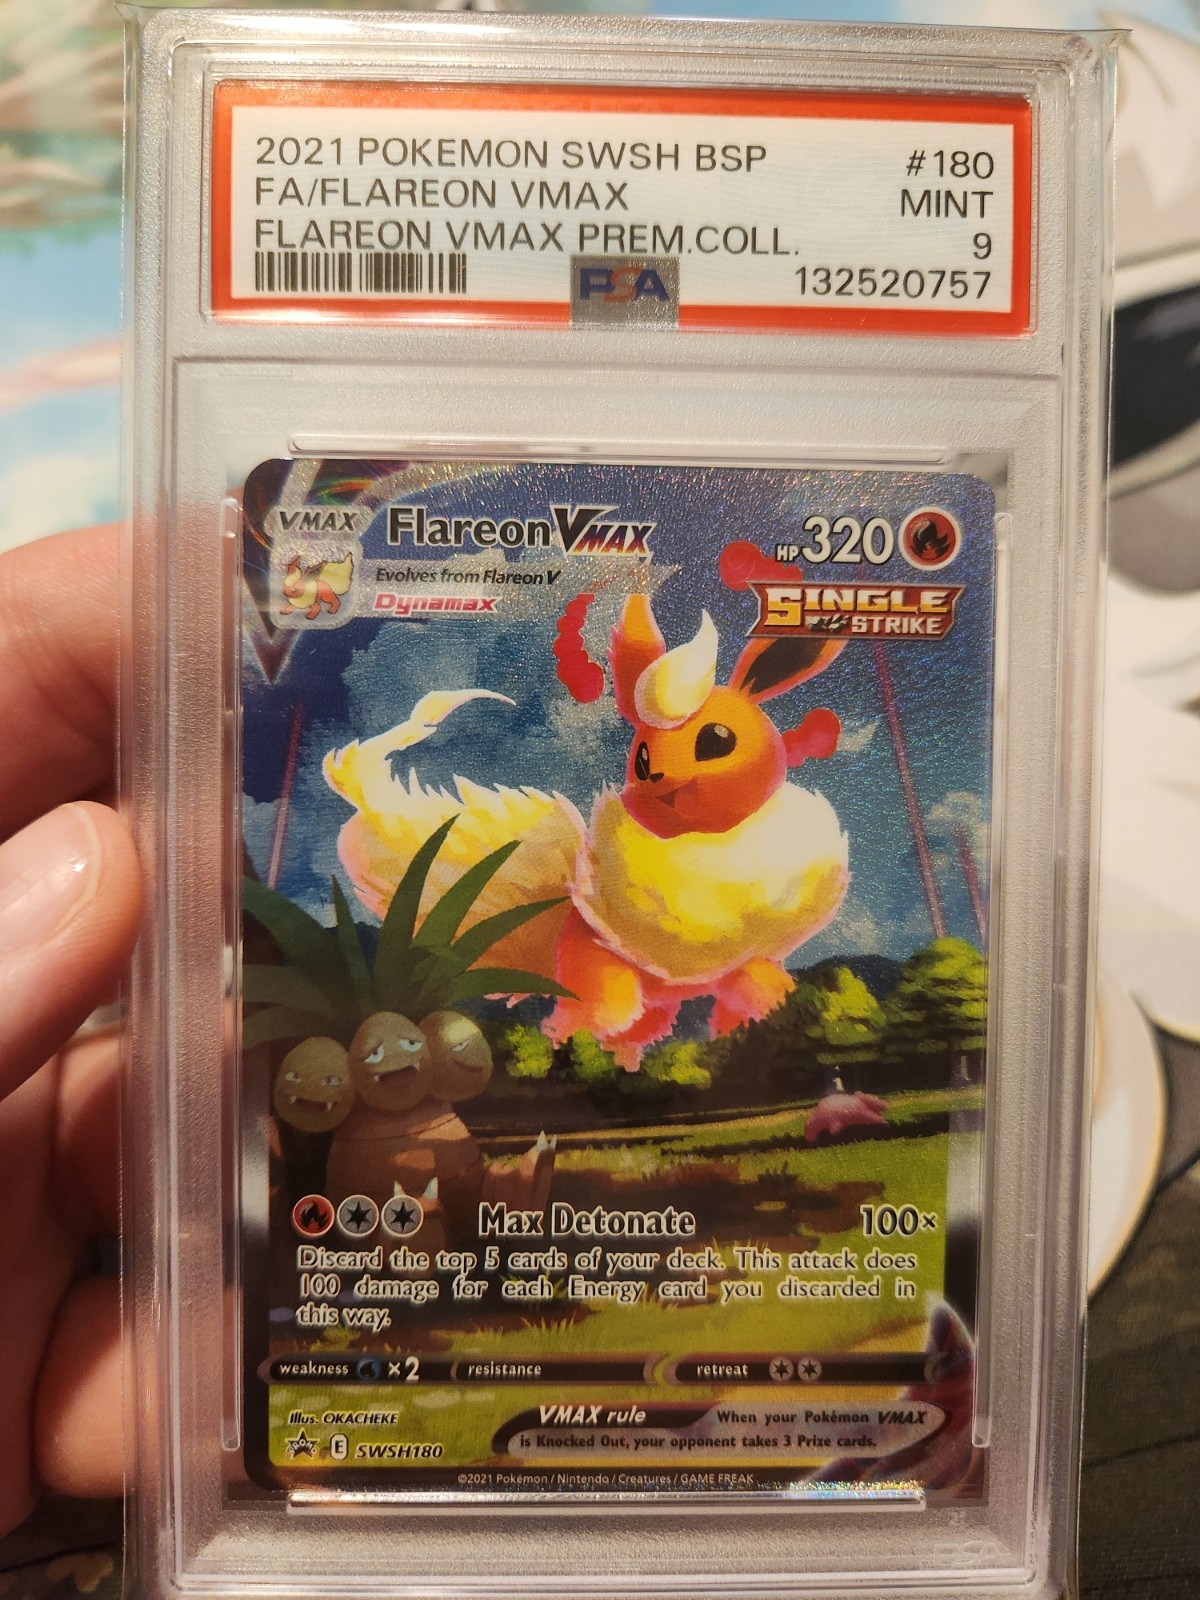 2021 POKEMON SWSH BSP #180
FA/FLAREON VMAX MINT
FLAREON VMAX PREM.COLL. 9
PSA 132520757
VMAX Flareon VMAX HP 320
Evolves from Flareon V
Dynamax
SINGLE
STRIKE
Max Detonate 100×
Discard the top 5 cards of your deck. This attack does
100 damage for each Energy card you discarded in
this way.
weakness ×2 resistance retreat
Illus. OKACHEKE
VMAX rule When your Pokémon VMAX
is Knocked Out, your opponent takes 3 Prize cards.
E SWSH180
©2021 Pokémon / Nintendo / Creatures / GAME FREAK
PSA